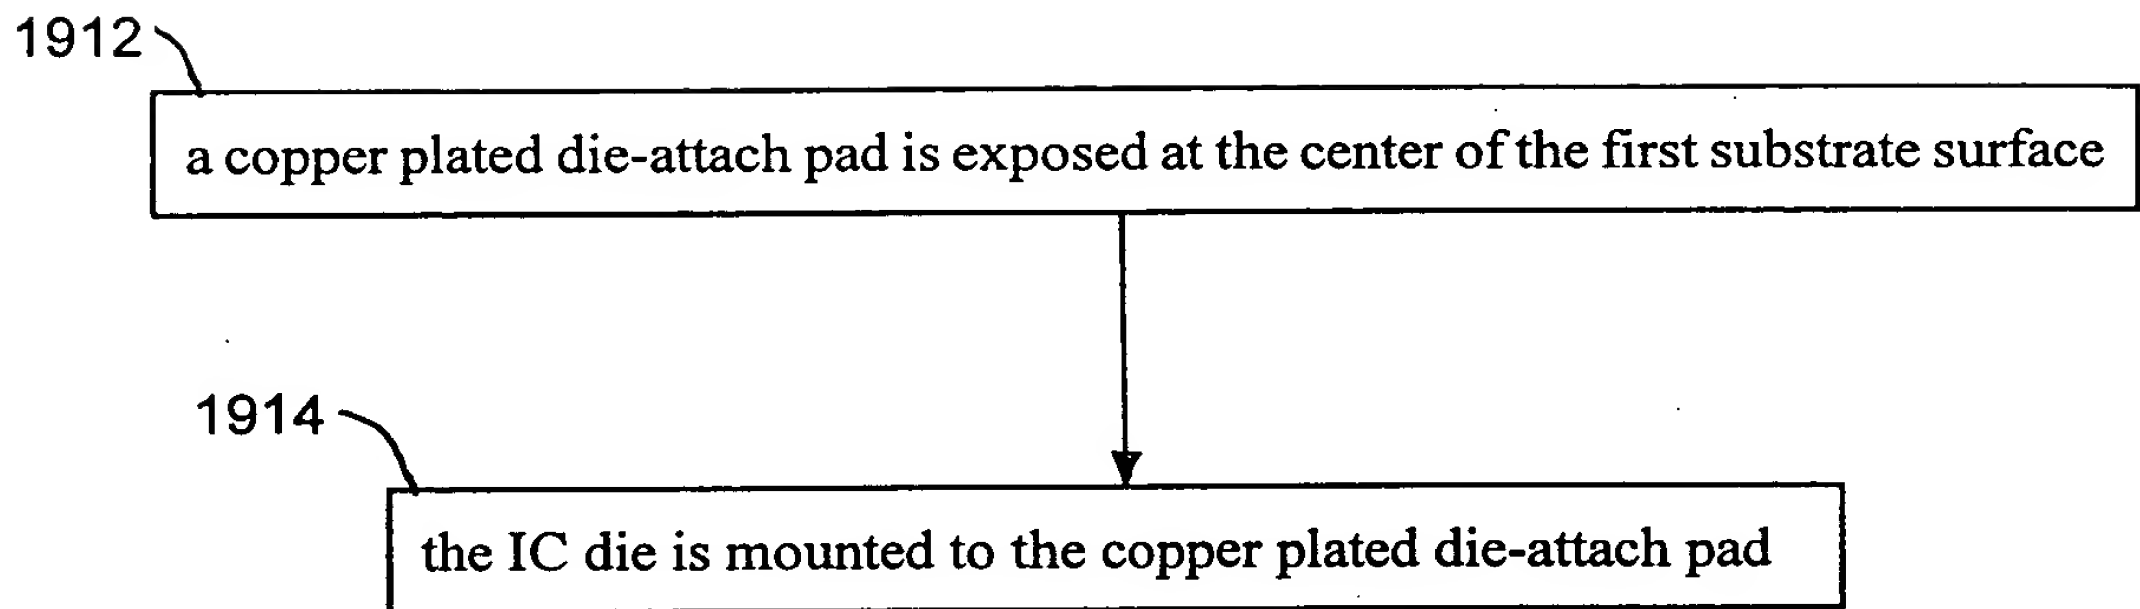 1912
a copper plated die-attach pad is exposed at the center of the first substrate surface
1914
the IC die is mounted to the copper plated die-attach pad